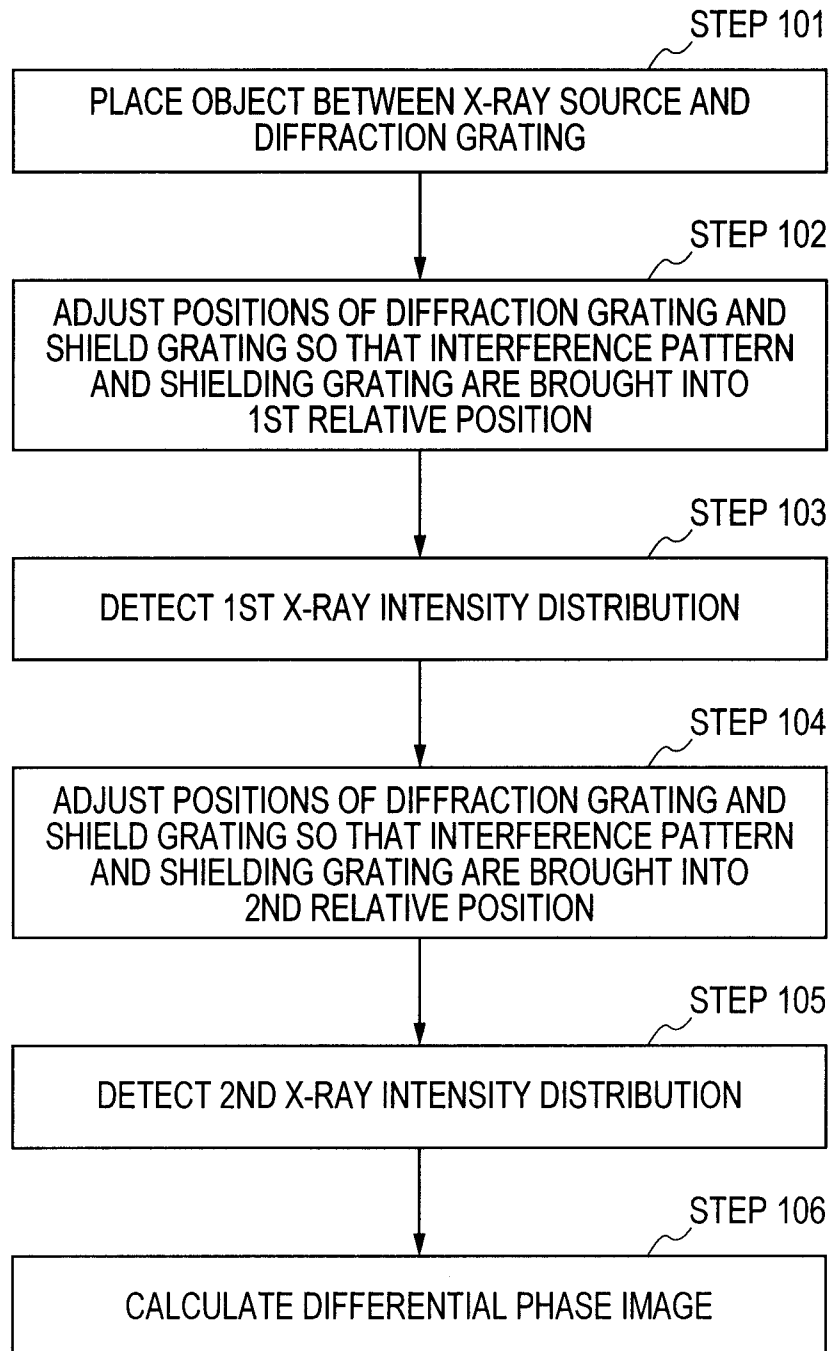 STEP 101
PLACE OBJECT BETWEEN X-RAY SOURCE AND
DIFFRACTION GRATING
STEP 102
ADJUST POSITIONS OF DIFFRACTION GRATING AND
SHIELD GRATING SO THAT INTERFERENCE PATTERN
AND SHIELDING GRATING ARE BROUGHT INTO
1ST RELATIVE POSITION
STEP 103
DETECT 1ST X-RAY INTENSITY DISTRIBUTION
STEP 104
ADJUST POSITIONS OF DIFFRACTION GRATING AND
SHIELD GRATING SO THAT INTERFERENCE PATTERN
AND SHIELDING GRATING ARE BROUGHT INTO
2ND RELATIVE POSITION
STEP 105
DETECT 2ND X-RAY INTENSITY DISTRIBUTION
STEP 106
CALCULATE DIFFERENTIAL PHASE IMAGE